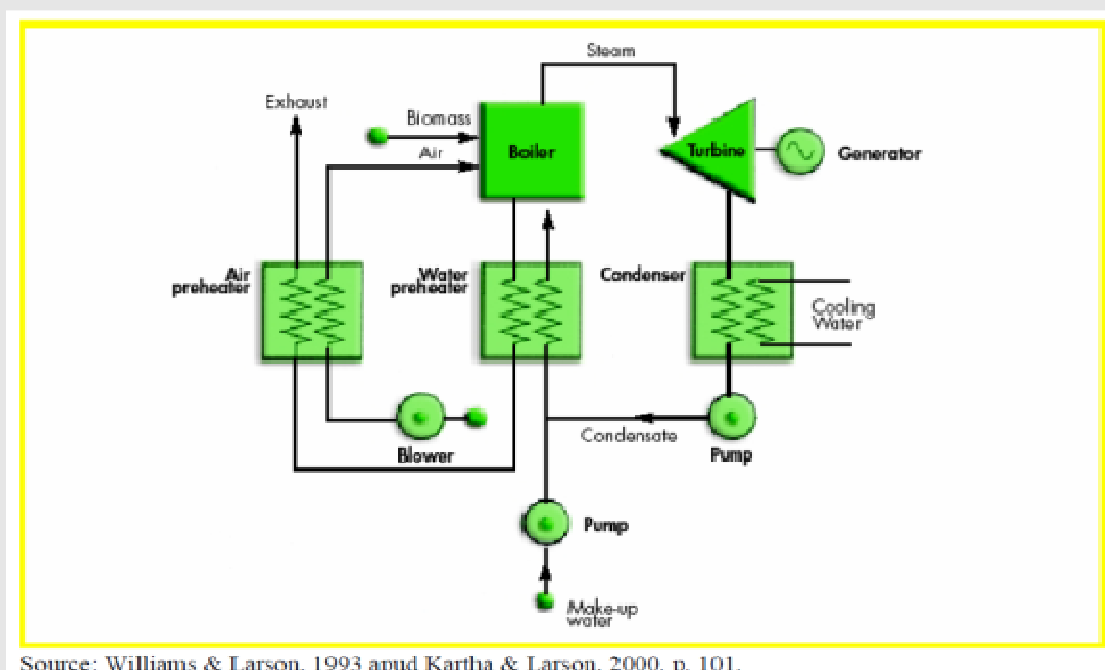 Steam
Exhaust
Biomass
Air
Boiler
Turbine
Generator
Air
preheater
Water
preheater
Condenser
Cooling
Water
Blower
Condensate
Pump
Pump
Make-up
water
Source: Williams & Larson, 1993 apud Kartha & Larson, 2000, p. 101.